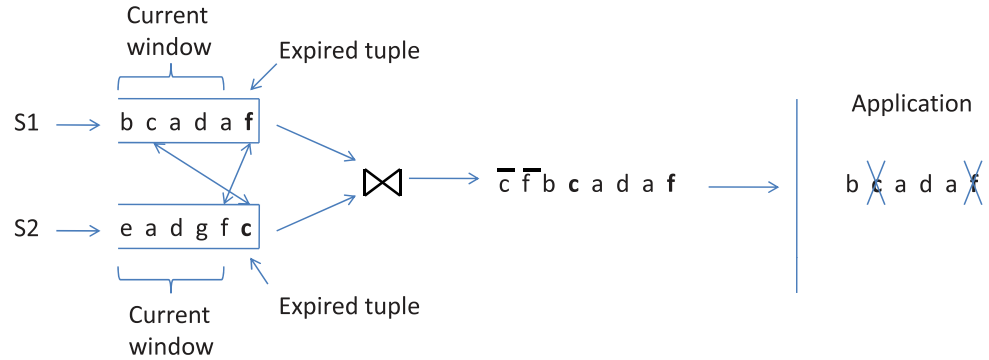 Current
window
Expired tuple
Application
S1
b c a d a f
c̅ f̅ b c a d a f
b c a d a f
S2
e a d g f c
Expired tuple
Current
window